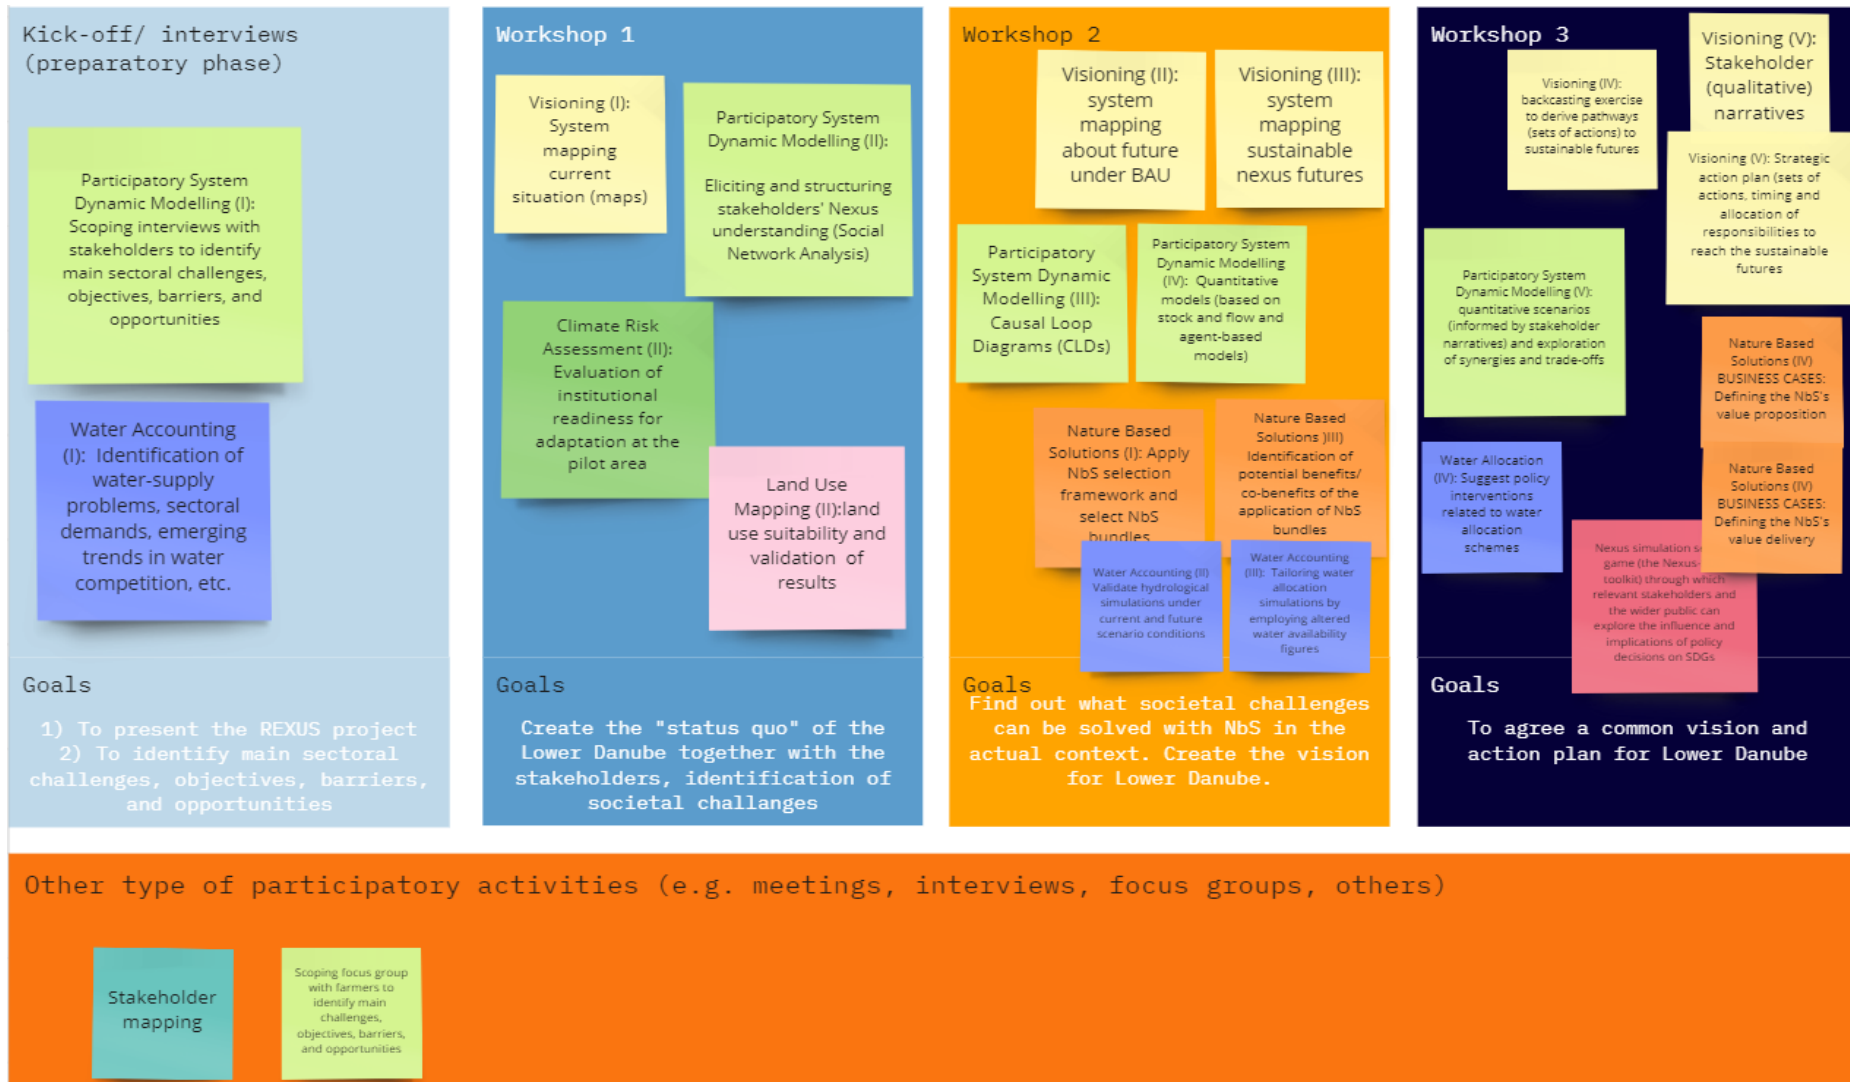 Kick-off/ interviews
(preparatory phase)
Participatory System
Dynamic Modelling (I):
Scoping interviews with
stakeholders to identify
main sectoral challenges,
objectives, barriers, and
opportunities
Water Accounting
(I): Identification of
water-supply
problems, sectoral
demands, emerging
trends in water
competition, etc.
Goals
1) To present the REXUS project
2) To identify main sectoral
challenges, objectives, barriers,
and opportunities
Workshop 1
Visioning (I):
System
mapping
current
situation (maps)
Participatory System
Dynamic Modelling (II):
Eliciting and structuring
stakeholders' Nexus
understanding (Social
Network Analysis)
Climate Risk
Assessment (II):
Evaluation of
institutional
readiness for
adaptation at the
pilot area
Land Use
Mapping (II):land
use suitability and
validation of
results
Goals
Create the "status quo" of the
Lower Danube together with the
stakeholders, identification of
societal challanges
Workshop 2
Visioning (II):
system
mapping
about future
under BAU
Visioning (III):
system
mapping
sustainable
nexus futures
Participatory
System Dynamic
Modelling (III):
Causal Loop
Diagrams (CLDs)
Participatory System
Dynamic Modelling
(IV): Quantitative
models (based on
stock and flow and
agent-based
models)
Nature Based
Solutions (I): Apply
NbS selection
framework and
select NbS
bundles
Nature Based
Solutions )III)
Identification of
potential benefits/
co-benefits of the
application of NbS
bundles
Water Accounting (II)
Validate hydrological
simulations under
current and future
scenario conditions
Water Accounting
(III): Tailoring water
allocation
simulations by
employing altered
water availability
figures
Goals
Find out what societal challenges
can be solved with NbS in the
actual context. Create the vision
for Lower Danube.
Workshop 3
Visioning (IV):
backcasting exercise
to derive pathways
(sets of actions) to
sustainable futures
Visioning (V):
Stakeholder
(qualitative)
narratives
Visioning (V): Strategic
action plan (sets of
actions, timing and
allocation of
responsibilities to
reach the sustainable
futures
Participatory System
Dynamic Modelling (V):
quantitative scenarios
(informed by stakeholder
narratives) and exploration
of synergies and trade-offs
Nature Based
Solutions (IV)
BUSINESS CASES:
Defining the NbS's
value proposition
Water Allocation
(IV): Suggest policy
interventions
related to water
allocation
schemes
Nature Based
Solutions (IV)
BUSINESS CASES:
Defining the NbS's
value delivery
Nexus simulation
game (the Nexus-
toolkit) through which
relevant stakeholders and
the wider public can
explore the influence and
implications of policy
decisions on SDGs
Goals
To agree a common vision and
action plan for Lower Danube
Other type of participatory activities (e.g. meetings, interviews, focus groups, others)
Stakeholder
mapping
Scoping focus group
with farmers to
identify main
challenges,
objectives, barriers,
and opportunities